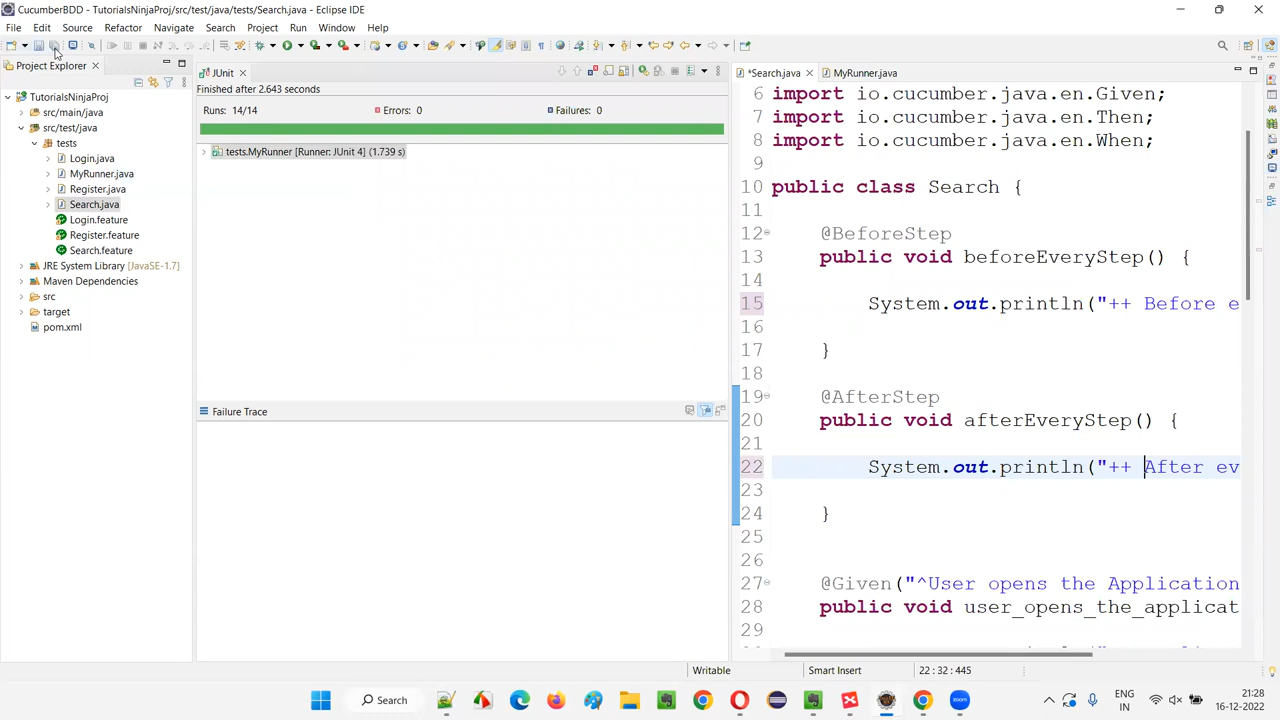 CucumberBDD - TutorialsNinjaProj/src/test/java/tests/Search.java - Eclipse IDE
File Edit Source Refactor Navigate Search Project Run Window Help
Project Explorer
JUnit
*Search.java
MyRunner.java
Finished after 2.643 seconds
Runs: 14/14 Errors: 0 Failures: 0
tests.MyRunner [Runner: JUnit 4] (1.739 s)
TutorialsNinjaProj
src/main/java
src/test/java
tests
Login.java
MyRunner.java
Register.java
Search.java
Login.feature
Register.feature
Search.feature
JRE System Library [JavaSE-1.7]
Maven Dependencies
src
target
pom.xml
Failure Trace
6 import io.cucumber.java.en.Given;
7 import io.cucumber.java.en.Then;
8 import io.cucumber.java.en.When;
9
10 public class Search {
11
12 @BeforeStep
13 public void beforeEveryStep() {
14
15 System.out.println("++ Before e
16
17 }
18
19 @AfterStep
20 public void afterEveryStep() {
21
22 System.out.println("++ After ev
23
24 }
25
26
27 @Given("^User opens the Application
28 public void user_opens_the_applicat
29
Writable Smart Insert 22 : 32 : 445
Search
ENG
IN
21:28
16-12-2022